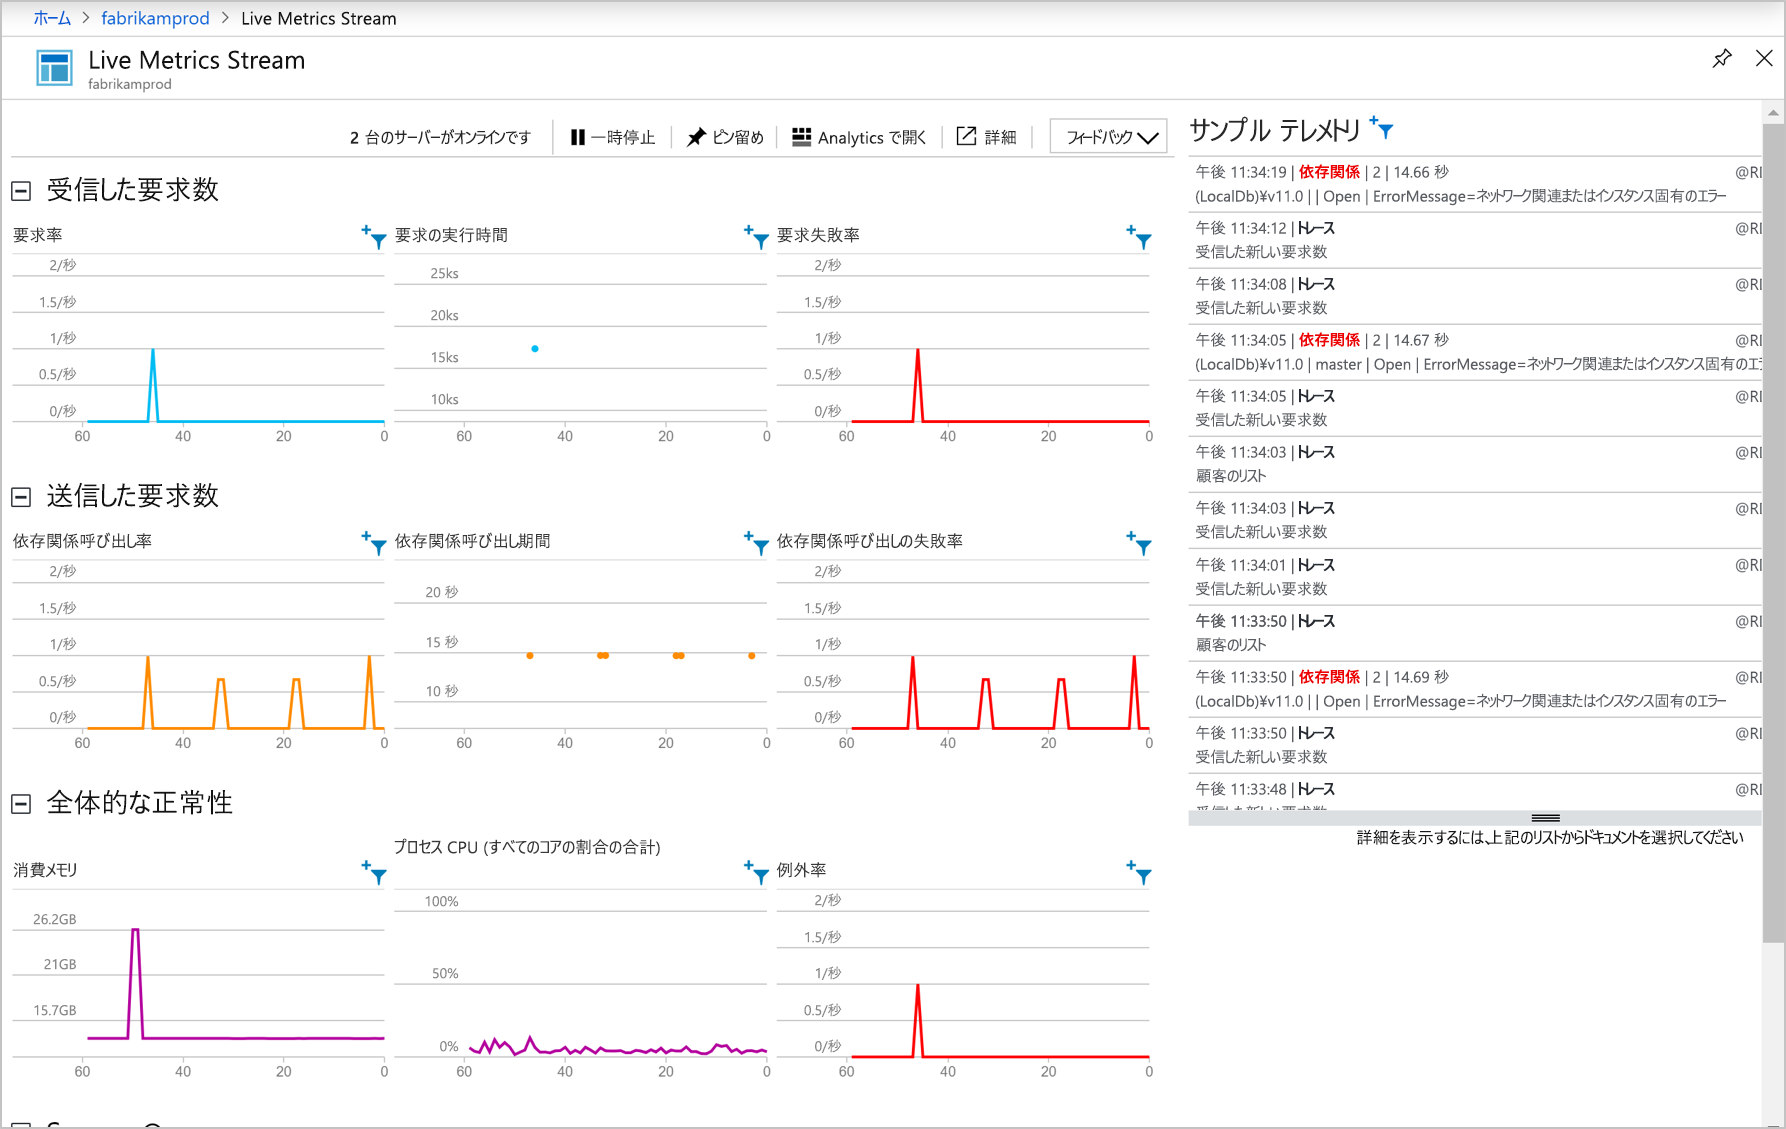 ホーム > fabrikamprod > Live Metrics Stream
Live Metrics Stream
fabrikamprod
2 台のサーバーがオンラインです 一時停止 ピン留め Analytics で開く 詳細 フィードバック
受信した要求数
要求率
2/秒
1.5/秒
1/秒
0.5/秒
0/秒
60 40 20 0
要求の実行時間
25ks
20ks
15ks
10ks
60 40 20 0
要求失敗率
2/秒
1.5/秒
1/秒
0.5/秒
0/秒
60 40 20 0
送信した要求数
依存関係呼び出し率
2/秒
1.5/秒
1/秒
0.5/秒
0/秒
60 40 20 0
依存関係呼び出し期間
20 秒
15 秒
10 秒
60 40 20 0
依存関係呼び出しの失敗率
2/秒
1.5/秒
1/秒
0.5/秒
0/秒
60 40 20 0
全体的な正常性
消費メモリ
26.2GB
21GB
15.7GB
60 40 20 0
プロセス CPU (すべてのコアの割合の合計)
100%
50%
0%
60 40 20 0
例外率
2/秒
1.5/秒
1/秒
0.5/秒
0/秒
60 40 20 0
サンプル テレメトリ
午後 11:34:19 | 依存関係 | 2 | 14.66 秒 @RI
(LocalDb)¥v11.0 | | Open | ErrorMessage=ネットワーク関連またはインスタンス固有のエラー
午後 11:34:12 | トレース @RI
受信した新しい要求数
午後 11:34:08 | トレース @RI
受信した新しい要求数
午後 11:34:05 | 依存関係 | 2 | 14.67 秒 @RI
(LocalDb)¥v11.0 | master | Open | ErrorMessage=ネットワーク関連またはインスタンス固有のエラ
午後 11:34:05 | トレース @RI
受信した新しい要求数
午後 11:34:03 | トレース @RI
顧客のリスト
午後 11:34:03 | トレース @RI
受信した新しい要求数
午後 11:34:01 | トレース @RI
受信した新しい要求数
午後 11:33:50 | トレース @RI
顧客のリスト
午後 11:33:50 | 依存関係 | 2 | 14.69 秒 @RI
(LocalDb)¥v11.0 | | Open | ErrorMessage=ネットワーク関連またはインスタンス固有のエラー
午後 11:33:50 | トレース @RI
受信した新しい要求数
午後 11:33:48 | トレース @RI
詳細を表示するには、上記のリストからドキュメントを選択してください